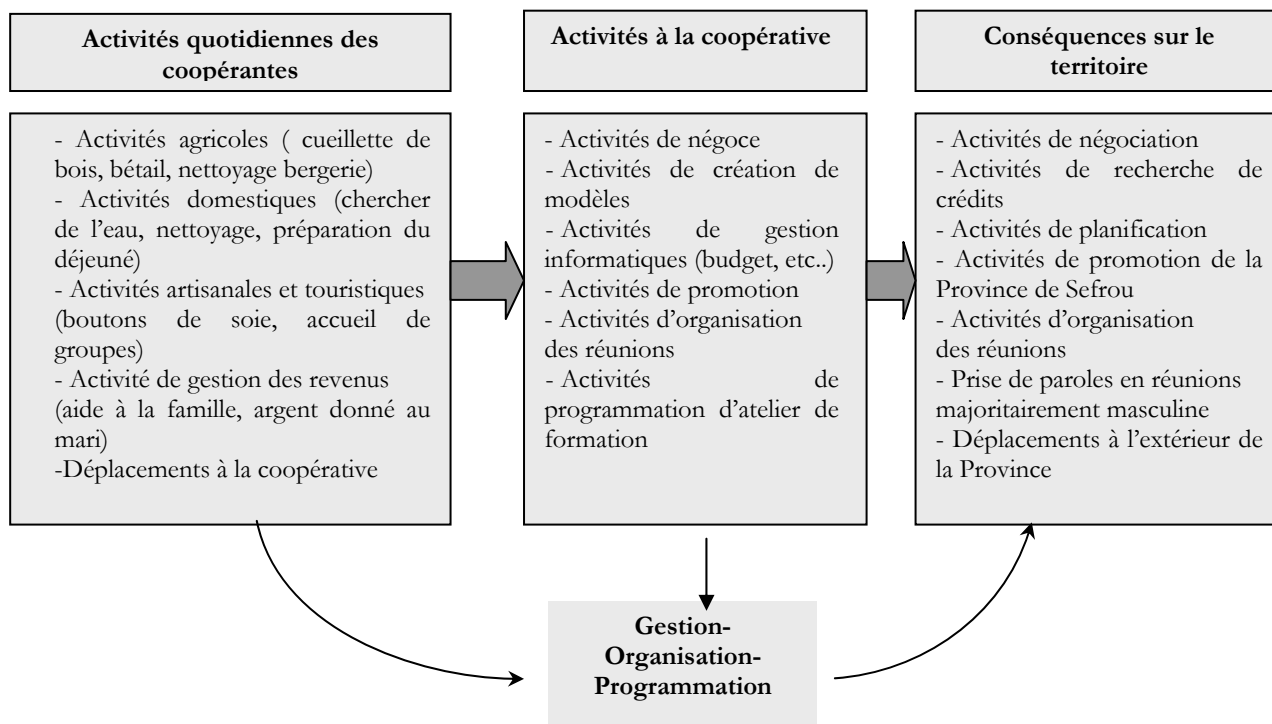 Activités quotidiennes des
coopérantes
Activités à la coopérative
Conséquences sur le
territoire
- Activités agricoles ( cueillette de
bois, bétail, nettoyage bergerie)
- Activités domestiques (chercher
de l’eau, nettoyage, préparation du
déjeuné)
- Activités artisanales et touristiques
(boutons de soie, accueil de
groupes)
- Activité de gestion des revenus
(aide à la famille, argent donné au
mari)
-Déplacements à la coopérative
- Activités de négoce
- Activités de création de
modèles
- Activités de gestion
informatiques (budget, etc..)
- Activités de promotion
- Activités d’organisation
des réunions
- Activités de
programmation d’atelier de
formation
- Activités de négociation
- Activités de recherche de
crédits
- Activités de planification
- Activités de promotion de la
Province de Sefrou
- Activités d’organisation
des réunions
- Prise de paroles en réunions
majoritairement masculine
- Déplacements à l’extérieur de
la Province
Gestion-
Organisation-
Programmation